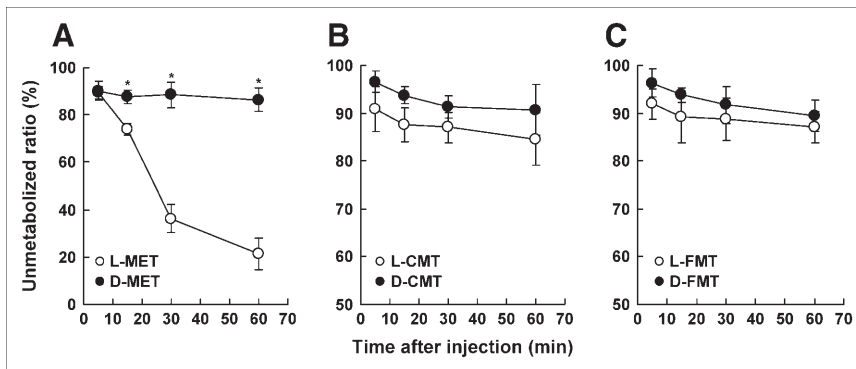 A
B
C
Unmetabolized ratio (%)
100
80
60
40
20
0
* * *
L-MET
D-MET
0 10 20 30 40 50 60 70
100
90
80
70
60
50
L-CMT
D-CMT
0 10 20 30 40 50 60 70
100
90
80
70
60
50
L-FMT
D-FMT
0 10 20 30 40 50 60 70
Time after injection (min)